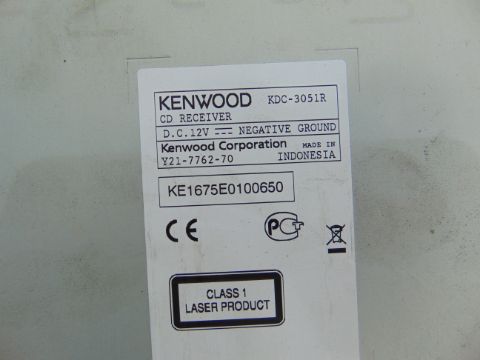 KENWOOD KDC-3051R
CD RECEIVER
D.C.12V NEGATIVE GROUND
Kenwood Corporation MADE IN
Y21-7762-70 INDONESIA
KE1675E0100650
CE PCT
CLASS 1
LASER PRODUCT